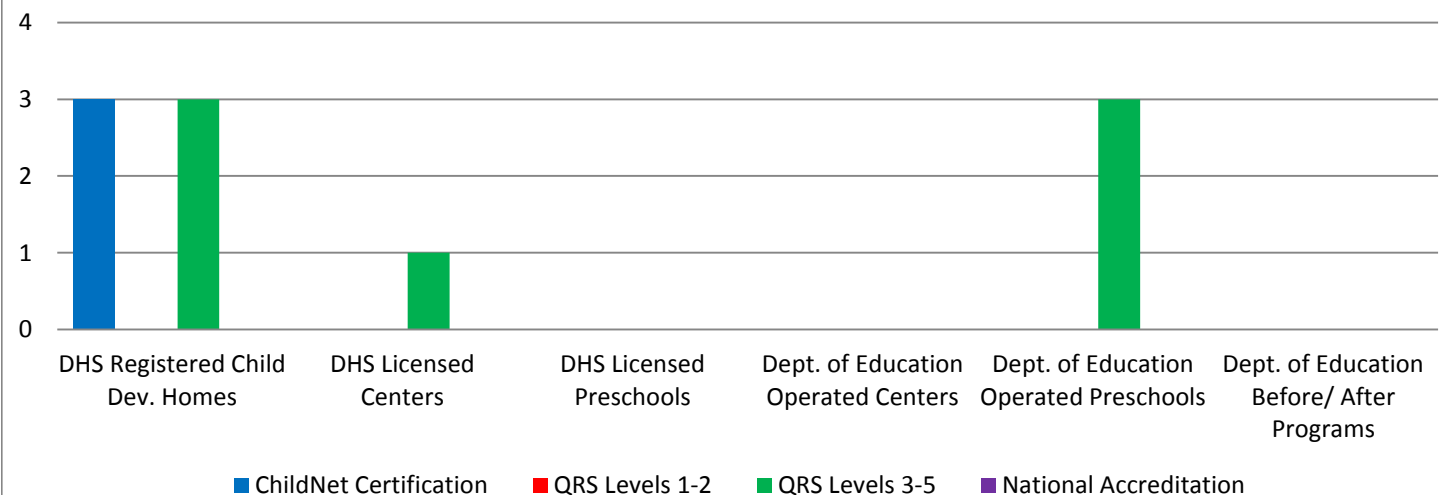 4
3
2
1
0
DHS Registered Child
Dev. Homes
DHS Licensed
Centers
DHS Licensed
Preschools
Dept. of Education
Operated Centers
Dept. of Education
Operated Preschools
Dept. of Education
Before/ After
Programs
ChildNet Certification
QRS Levels 1-2
QRS Levels 3-5
National Accreditation